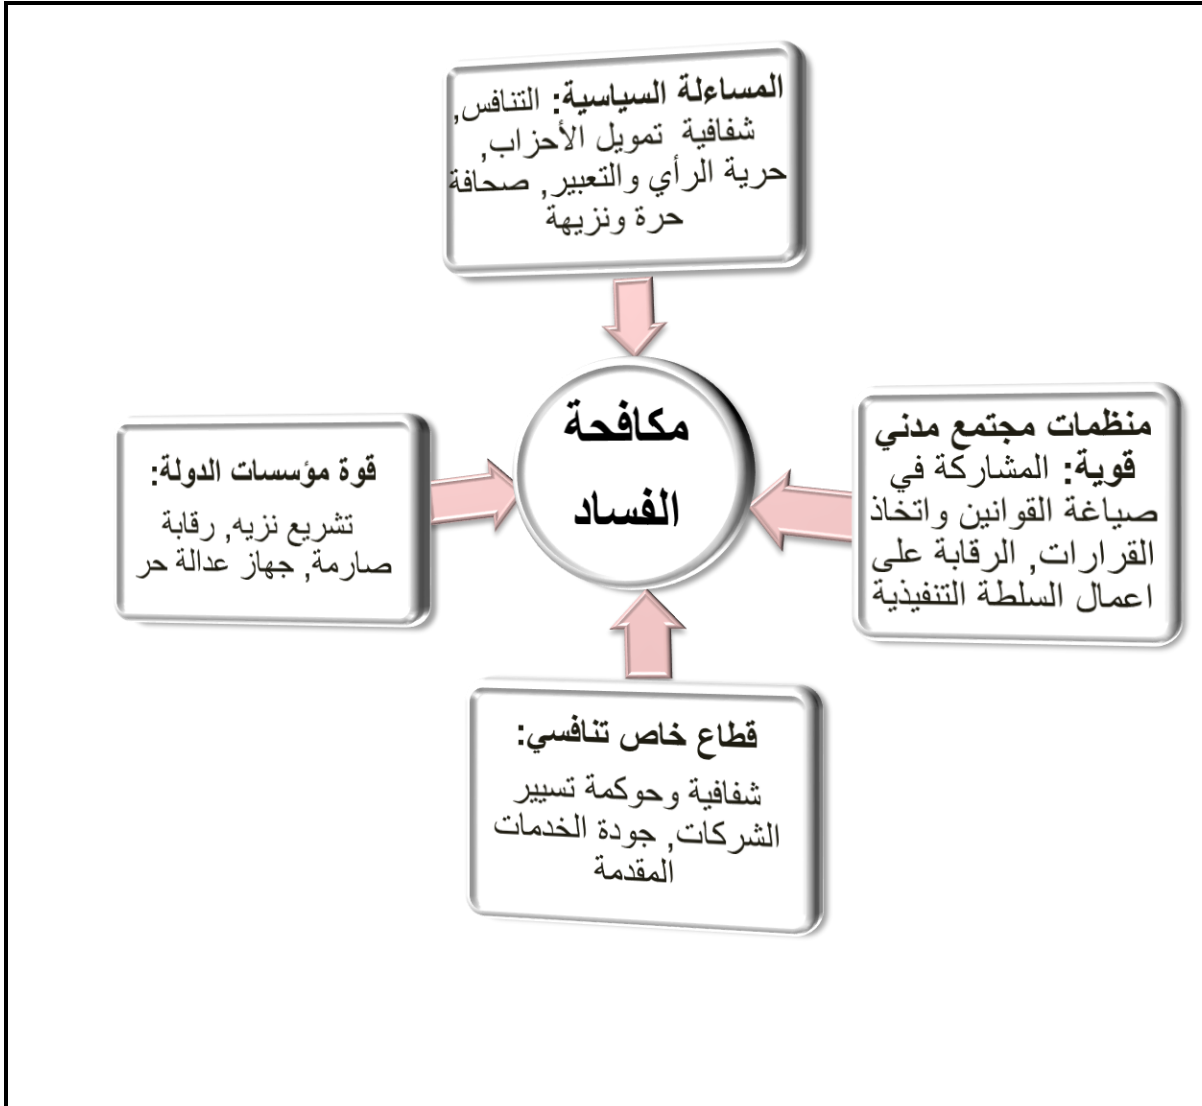 المساءلة السياسية: التنافس,
شفافية تمويل الأحزاب,
حرية الرأي والتعبير, صحافة
حرة ونزيهة
مكافحة
الفساد
منظمات مجتمع مدني
قوية: المشاركة في
صياغة القوانين واتخاذ
القرارات, الرقابة على
اعمال السلطة التنفيذية
قوة مؤسسات الدولة:
تشريع نزيه, رقابة
صارمة, جهاز عدالة حر
قطاع خاص تنافسي:
شفافية وحوكمة تسيير
الشركات, جودة الخدمات
المقدمة